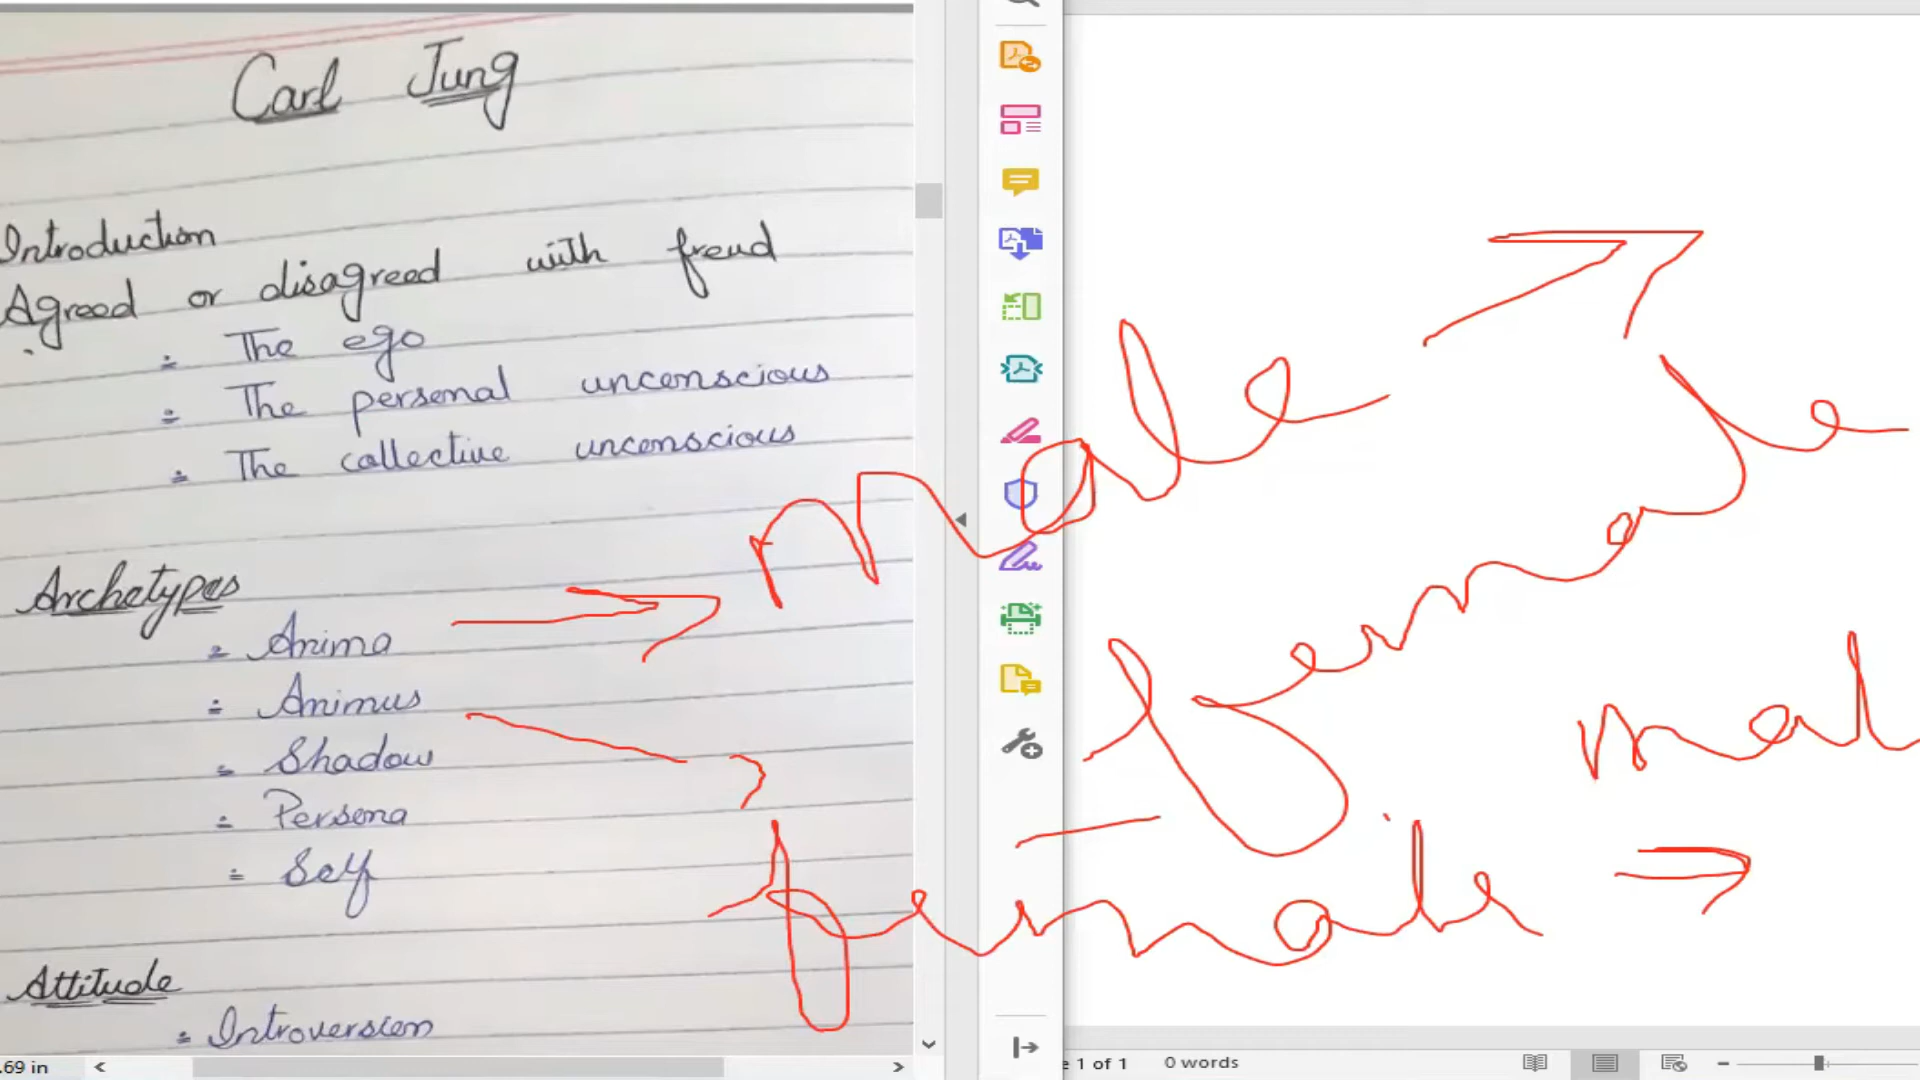 Carl Jung
Introduction
Agreed or disagreed with freud
= The ego
= The personal unconscious
= The collective unconscious
Archetypes
= Anima
= Animus
= Shadow
= Persona
= Self
Attitude
= Introversion
male
female
female
mal
.69 in
1 of 1
0 words